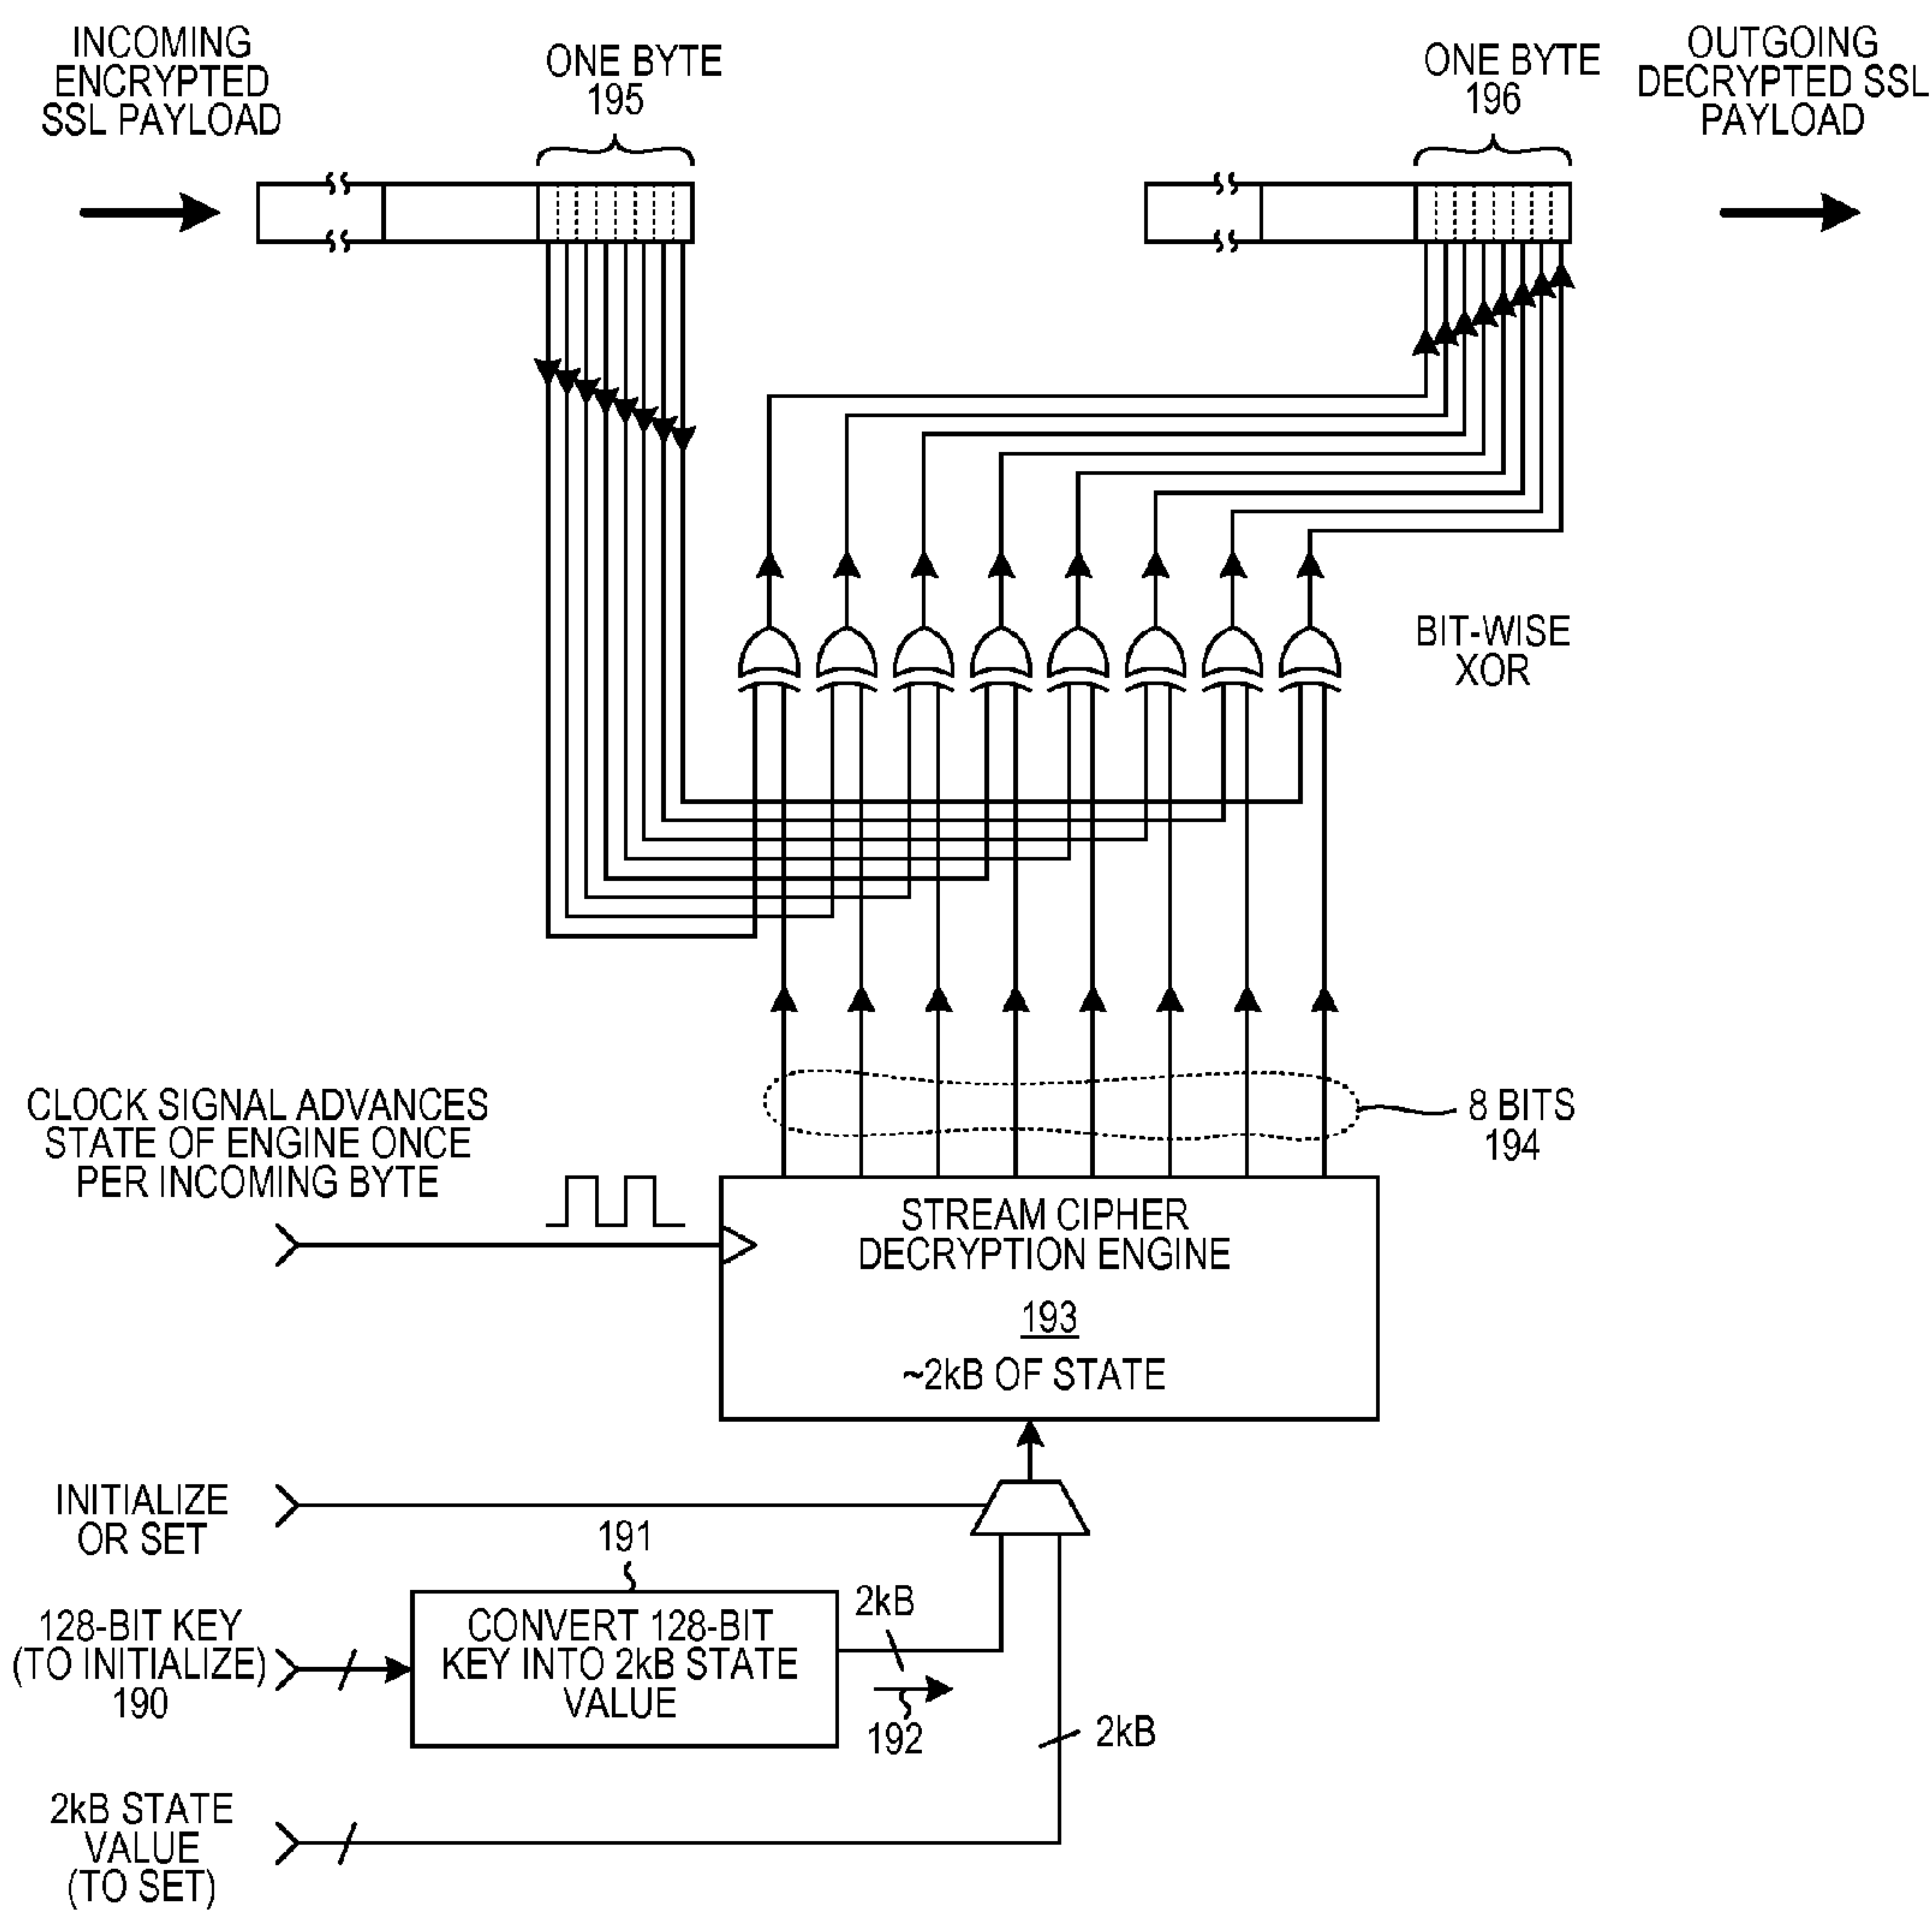 INCOMING
ENCRYPTED
SSL PAYLOAD
ONE BYTE
195
ONE BYTE
196
OUTGOING
DECRYPTED SSL
PAYLOAD
BIT-WISE
XOR
CLOCK SIGNAL ADVANCES
STATE OF ENGINE ONCE
PER INCOMING BYTE
8 BITS
194
STREAM CIPHER
DECRYPTION ENGINE
193
~2kB OF STATE
INITIALIZE
OR SET
191
128-BIT KEY
(TO INITIALIZE)
190
CONVERT 128-BIT
KEY INTO 2kB STATE
VALUE
2kB
192
2kB
2kB STATE
VALUE
(TO SET)